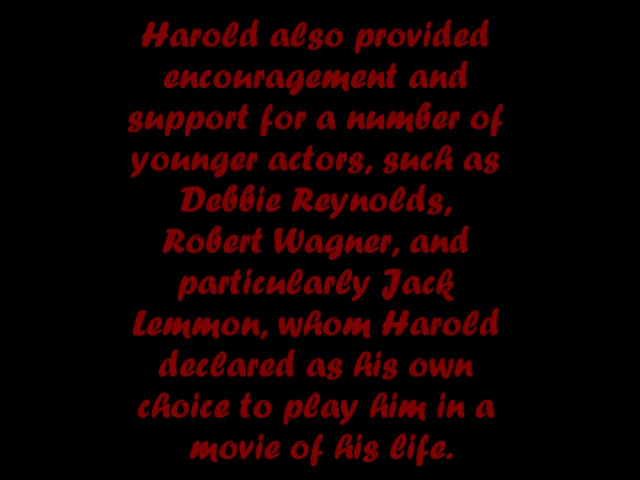 Harold also provided
encouragement and
support for a number of
younger actors, such as
Debbie Reynolds,
Robert Wagner, and
particularly Jack
Lemmon, whom Harold
declared as his own
choice to play him in a
movie of his life.